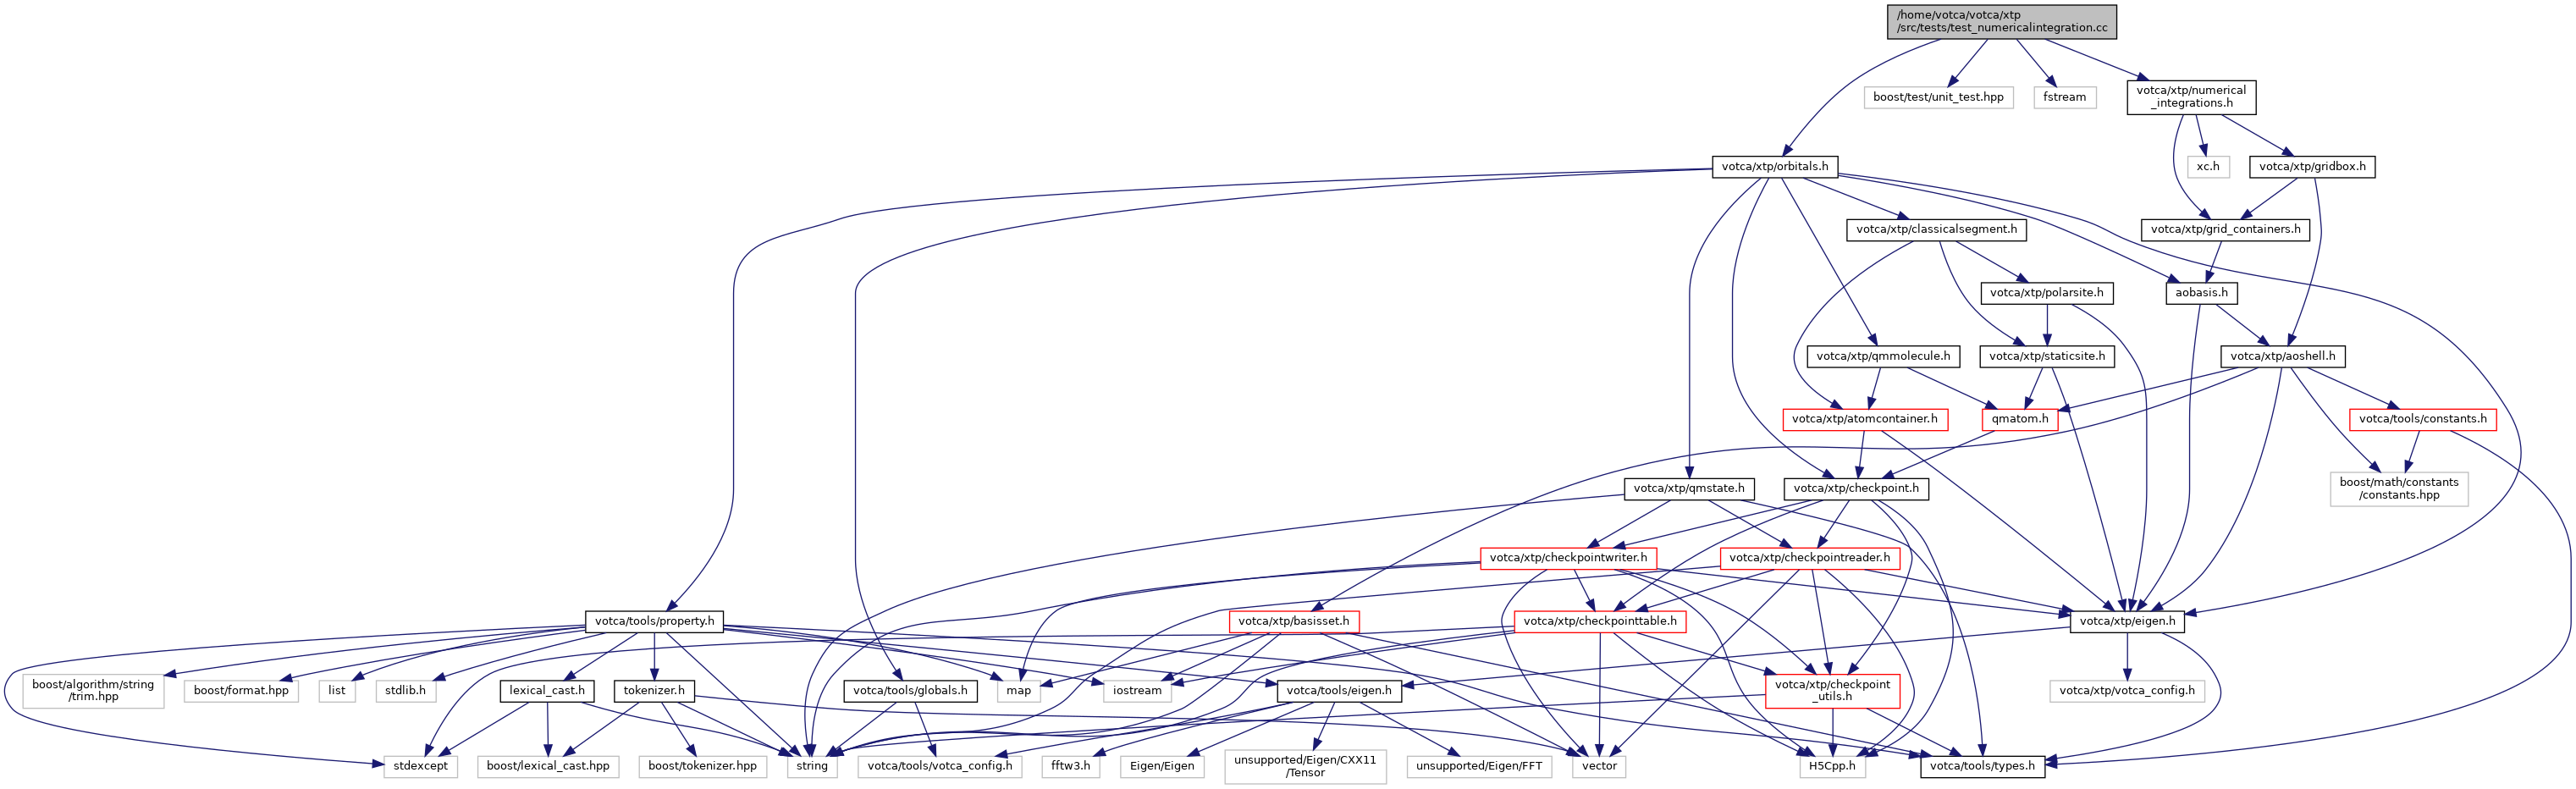 /home/votca/votca/xtp
/src/tests/test_numericalintegration.cc
boost/test/unit_test.hpp
fstream
votca/xtp/numerical
_integrations.h
votca/xtp/orbitals.h
xc.h
votca/xtp/gridbox.h
votca/xtp/classicalsegment.h
votca/xtp/grid_containers.h
votca/xtp/polarsite.h
aobasis.h
votca/xtp/qmmolecule.h
votca/xtp/staticsite.h
votca/xtp/aoshell.h
votca/xtp/atomcontainer.h
qmatom.h
votca/tools/constants.h
votca/xtp/qmstate.h
votca/xtp/checkpoint.h
boost/math/constants
/constants.hpp
votca/xtp/checkpointwriter.h
votca/xtp/checkpointreader.h
votca/tools/property.h
votca/xtp/basisset.h
votca/xtp/checkpointtable.h
votca/xtp/eigen.h
boost/algorithm/string
/trim.hpp
boost/format.hpp
list
stdlib.h
lexical_cast.h
tokenizer.h
votca/tools/globals.h
map
iostream
votca/tools/eigen.h
votca/xtp/checkpoint
_utils.h
votca/xtp/votca_config.h
stdexcept
boost/lexical_cast.hpp
boost/tokenizer.hpp
string
votca/tools/votca_config.h
fftw3.h
Eigen/Eigen
unsupported/Eigen/CXX11
/Tensor
unsupported/Eigen/FFT
vector
H5Cpp.h
votca/tools/types.h